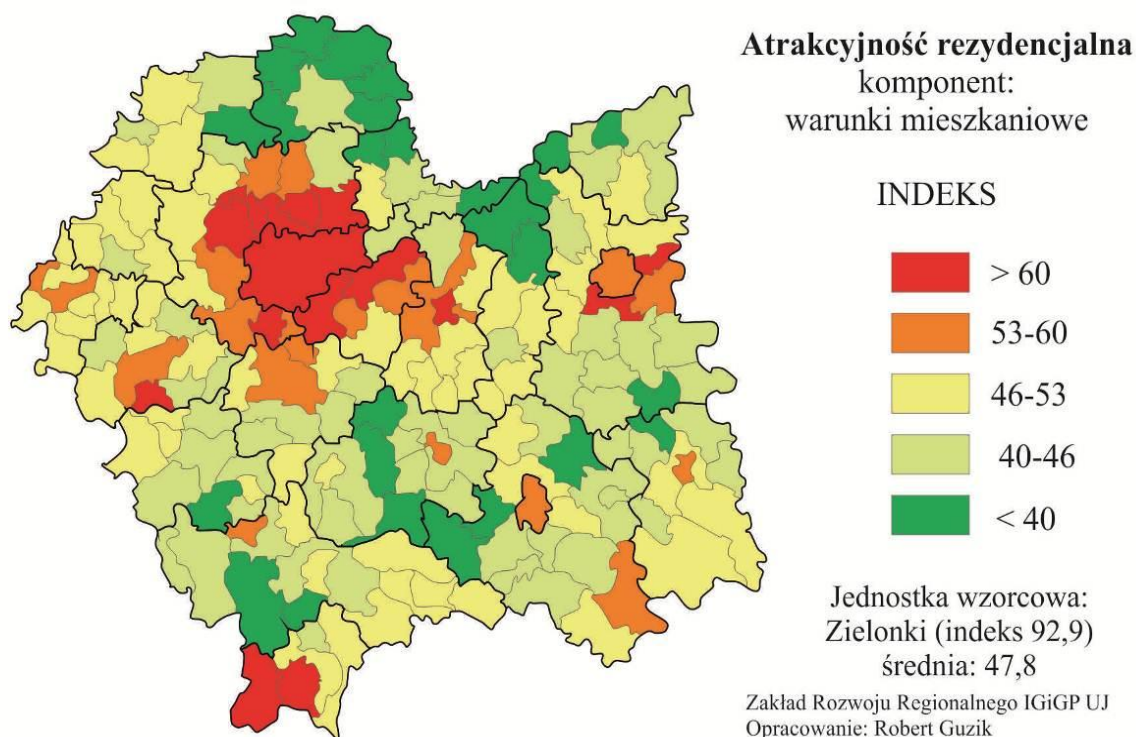 Atrakcyjność rezydencjalna
komponent:
warunki mieszkaniowe
INDEKS
> 60
53-60
46-53
40-46
< 40
Jednostka wzorcowa:
Zielonki (indeks 92,9)
średnia: 47,8
Zakład Rozwoju Regionalnego IGiGP UJ
Opracowanie: Robert Guzik